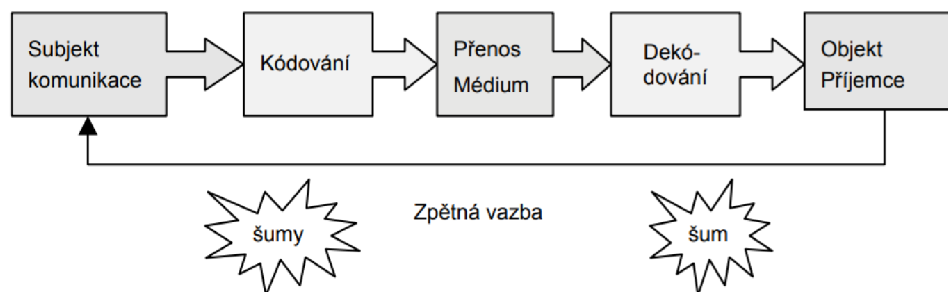 Subjekt
komunikace
Kódování
Přenos
Médium
Dekó-
dování
Objekt
Příjemce
Zpětná vazba
šumy
šum